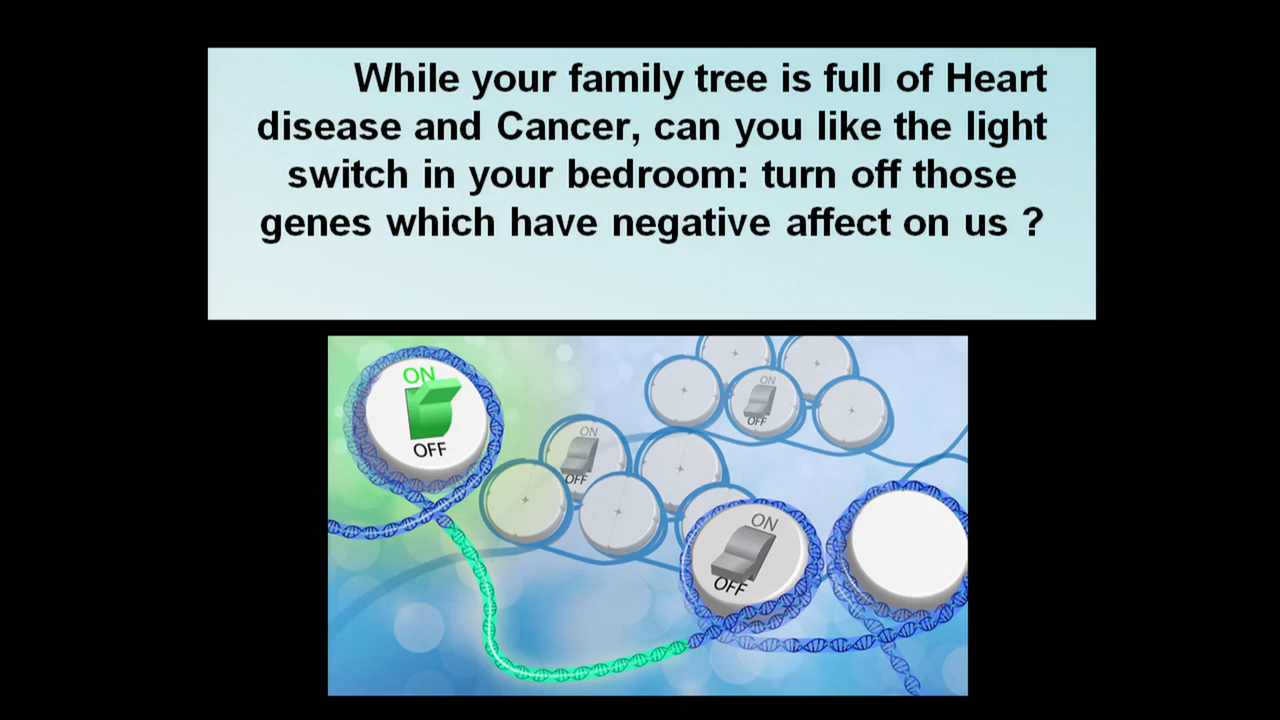 While your family tree is full of Heart
disease and Cancer, can you like the light
switch in your bedroom: turn off those
genes which have negative affect on us ?
ON
OFF
ON
OFF
ON
OFF
ON
OFF